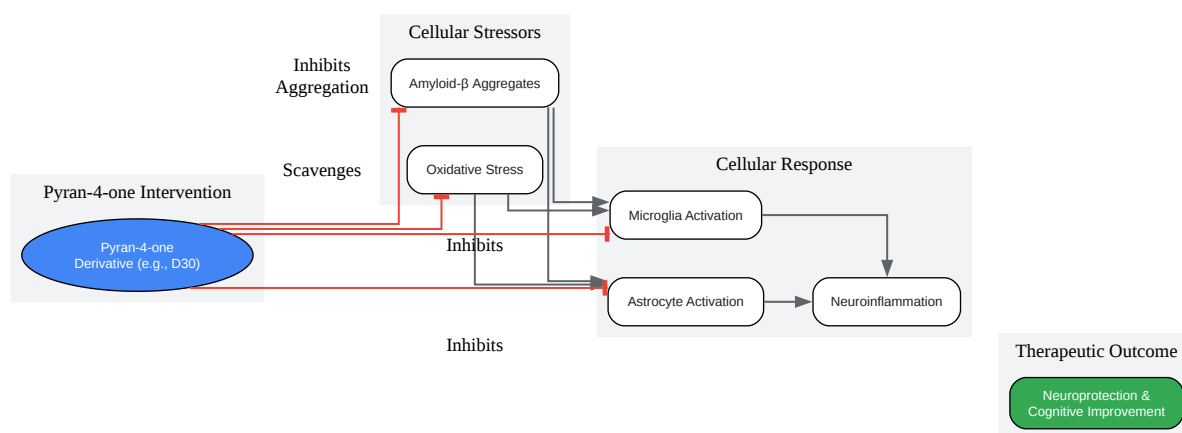 Cellular Stressors
Inhibits
Aggregation
Amyloid-β Aggregates
Scavenges
Oxidative Stress
Cellular Response
Pyran-4-one Intervention
Microglia Activation
Pyran-4-one
Derivative (e.g., D30)
Inhibits
Astrocyte Activation
Neuroinflammation
Inhibits
Therapeutic Outcome
Neuroprotection &
Cognitive Improvement